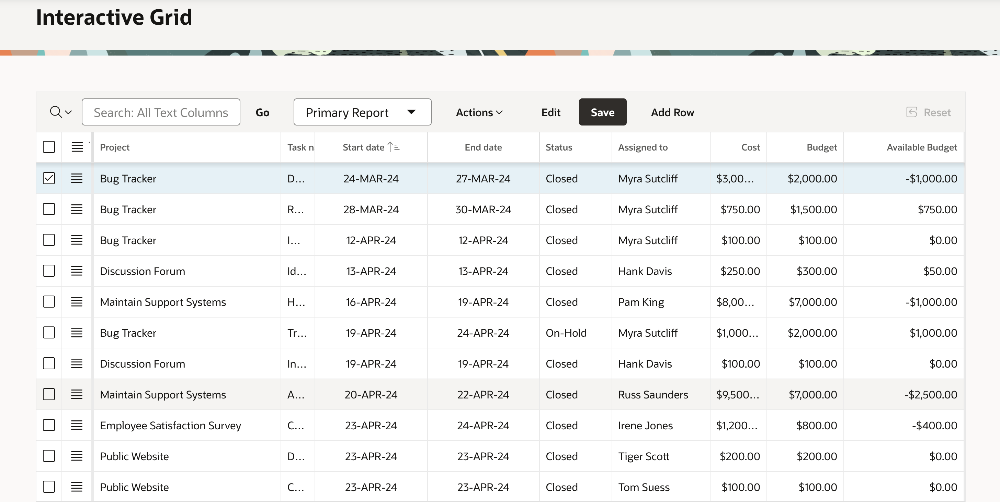 Interactive Grid
Search: All Text Columns Go Primary Report Actions Edit Save Add Row Reset
Project Task n Start date End date Status Assigned to Cost Budget Available Budget
Bug Tracker D... 24-MAR-24 27-MAR-24 Closed Myra Sutcliff $3,00... $2,000.00 -$1,000.00
Bug Tracker R... 28-MAR-24 30-MAR-24 Closed Myra Sutcliff $750.00 $1,500.00 $750.00
Bug Tracker I... 12-APR-24 12-APR-24 Closed Myra Sutcliff $100.00 $100.00 $0.00
Discussion Forum Id... 13-APR-24 13-APR-24 Closed Hank Davis $250.00 $300.00 $50.00
Maintain Support Systems H... 16-APR-24 19-APR-24 Closed Pam King $8,00... $7,000.00 -$1,000.00
Bug Tracker Tr... 19-APR-24 24-APR-24 On-Hold Myra Sutcliff $1,000... $2,000.00 $1,000.00
Discussion Forum In... 19-APR-24 19-APR-24 Closed Hank Davis $100.00 $100.00 $0.00
Maintain Support Systems A... 20-APR-24 22-APR-24 Closed Russ Saunders $9,500... $7,000.00 -$2,500.00
Employee Satisfaction Survey C... 23-APR-24 24-APR-24 Closed Irene Jones $1,200... $800.00 -$400.00
Public Website D... 23-APR-24 23-APR-24 Closed Tiger Scott $200.00 $200.00 $0.00
Public Website C... 23-APR-24 23-APR-24 Closed Tom Suess $100.00 $100.00 $0.00